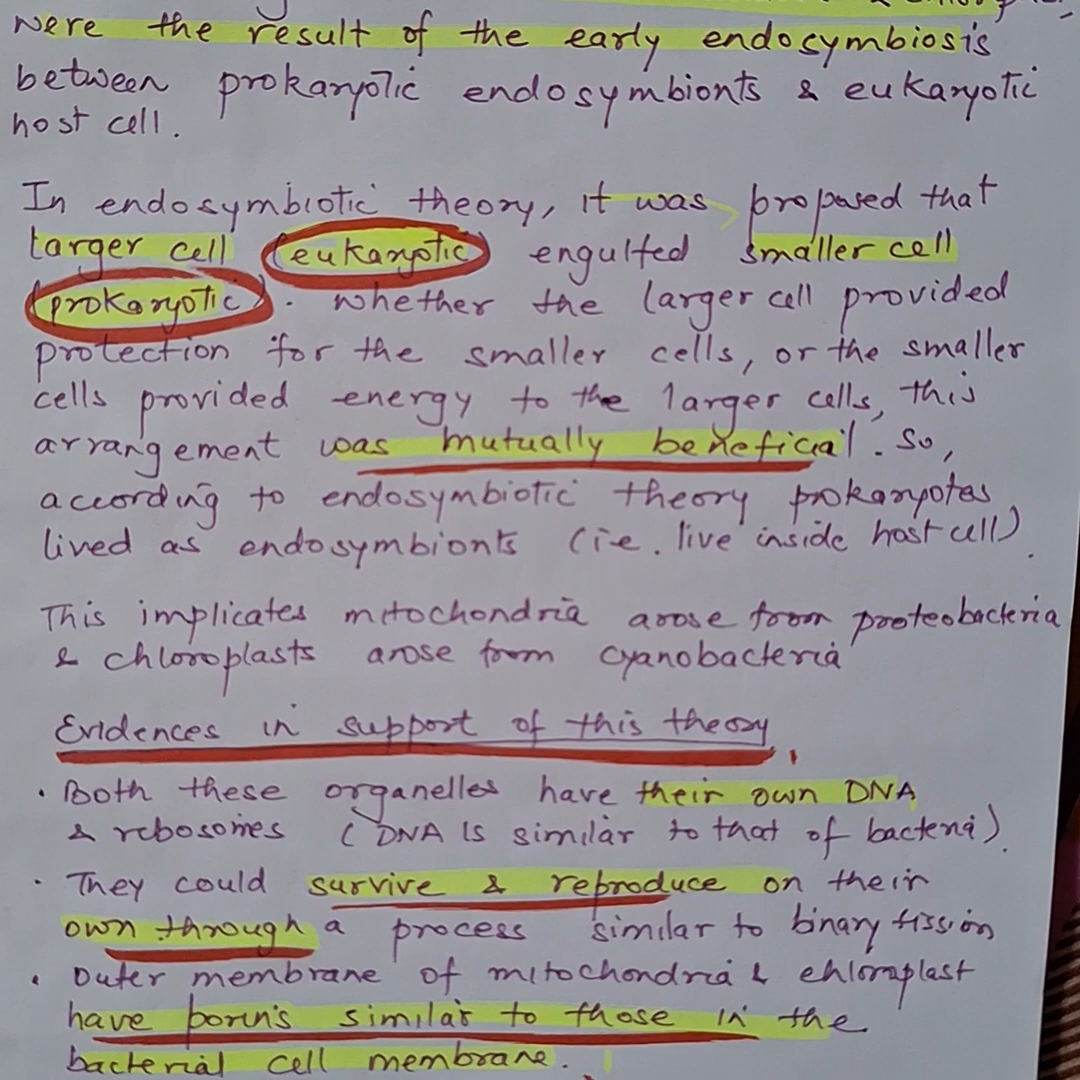 were the result of the early endosymbiosis
between prokaryotic endosymbionts & eukaryotic
host cell.
In endosymbiotic theory, it was proposed that
larger cell (eukaryotic) engulfed smaller cell
(prokaryotic). whether the larger cell provided
protection for the smaller cells, or the smaller
cells provided energy to the larger cells, this
arrangement was mutually beneficial. So,
according to endosymbiotic theory prokaryotes
lived as endosymbionts (i.e. live inside host cell).
This implicates mitochondria arose from proteobacteria
& chloroplasts arose from cyanobacteria
Evidences in support of this theory
• Both these organelles have their own DNA
& rebosomes (DNA is similar to that of bacteria).
• They could survive & reproduce on their
own through a process similar to binary fission
• Outer membrane of mitochondria & chloroplast
have porins similar to those in the
bacterial cell membrane.